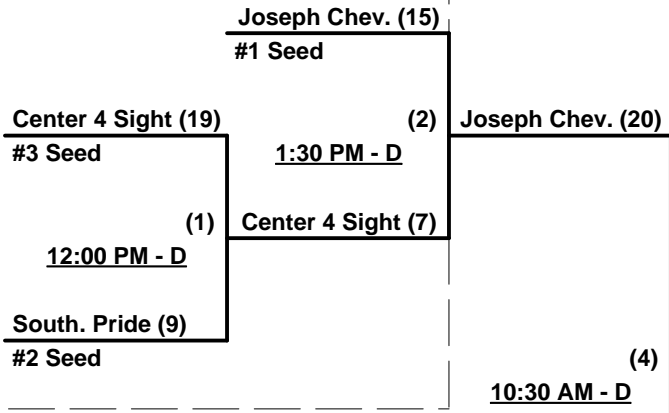 Joseph Chev. (15)
#1 Seed
Center 4 Sight (19)
(2)
Joseph Chev. (20)
#3 Seed
1:30 PM - D
(1)
Center 4 Sight (7)
12:00 PM - D
South. Pride (9)
#2 Seed
(4)
10:30 AM - D